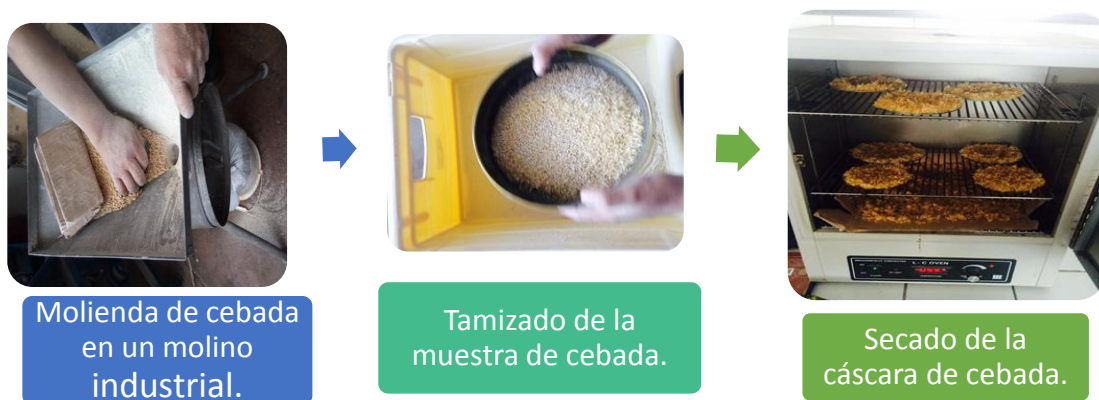 Molienda de cebada
en un molino
industrial.
Tamizado de la
muestra de cebada.
Secado de la
cáscara de cebada.
L-C OVEN